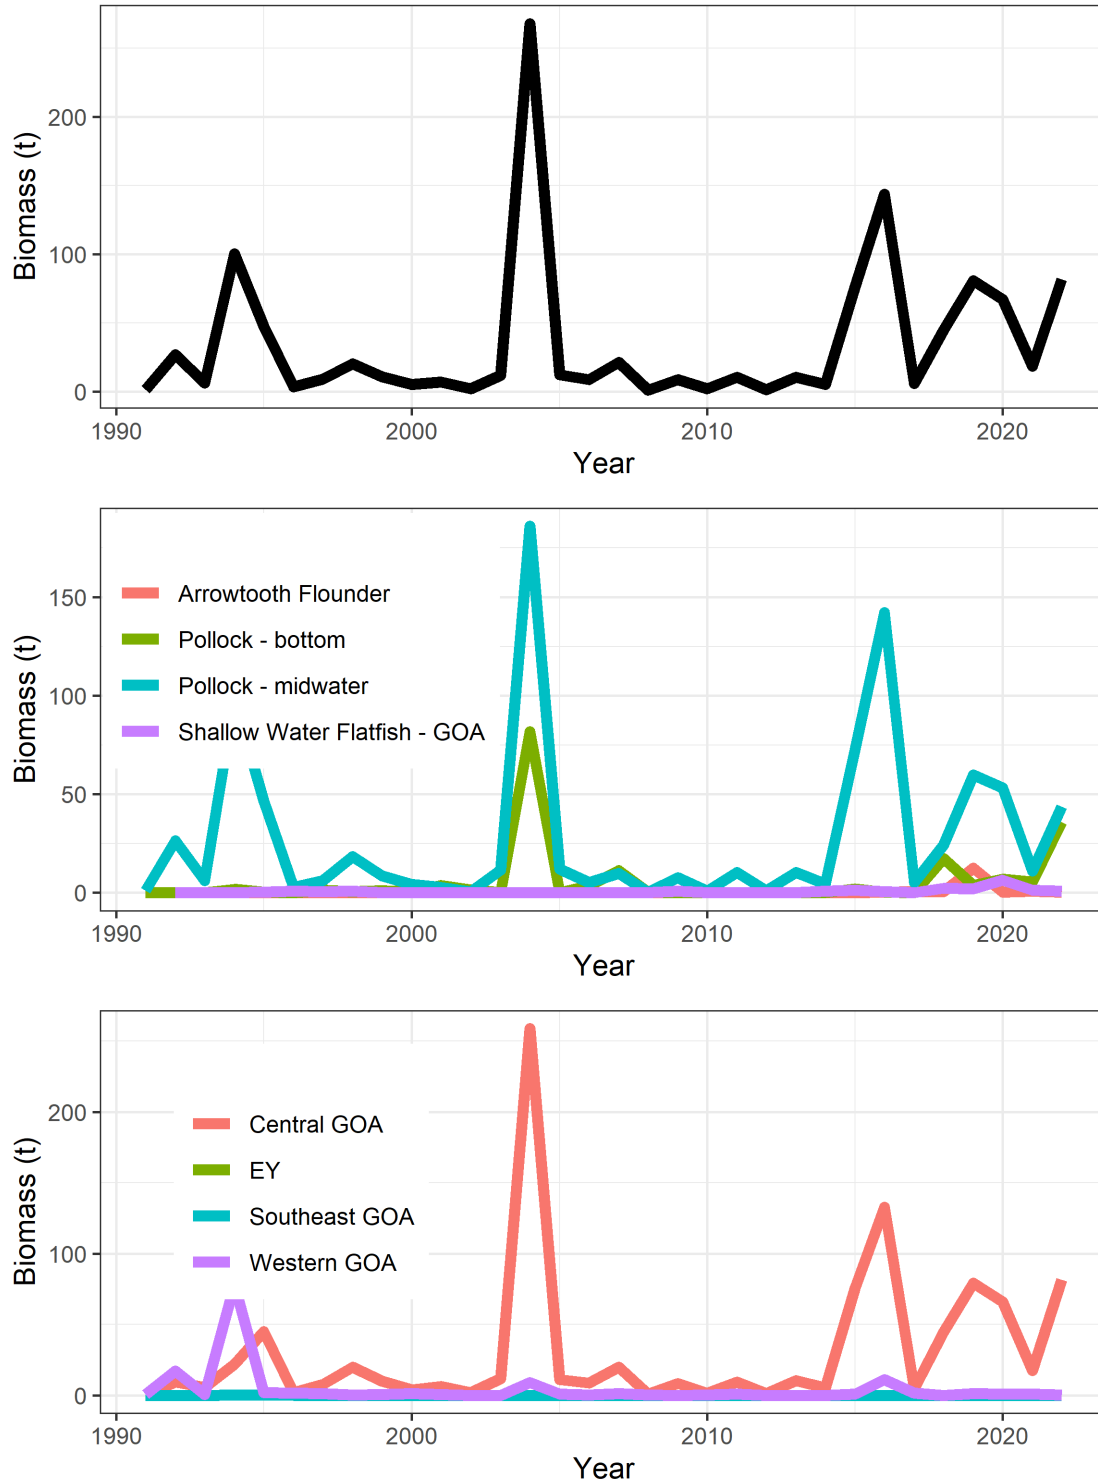 Biomass (t)
200
100
0
1990
2000
2010
2020
Year
Biomass (t)
150
100
50
0
Arrowtooth Flounder
Pollock - bottom
Pollock - midwater
Shallow Water Flatfish - GOA
1990
2000
2010
2020
Year
Biomass (t)
200
100
0
Central GOA
EY
Southeast GOA
Western GOA
1990
2000
2010
2020
Year